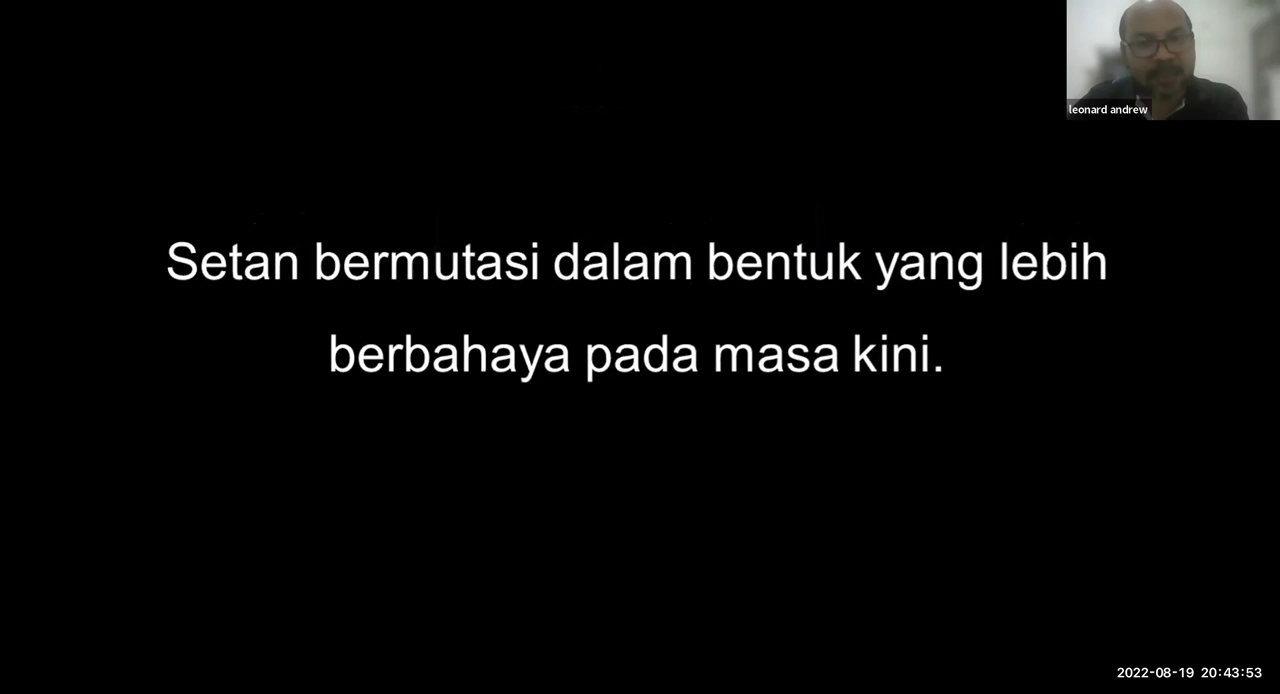 leonard andrew
Setan bermutasi dalam bentuk yang lebih
berbahaya pada masa kini.
2022-08-19 20:43:53